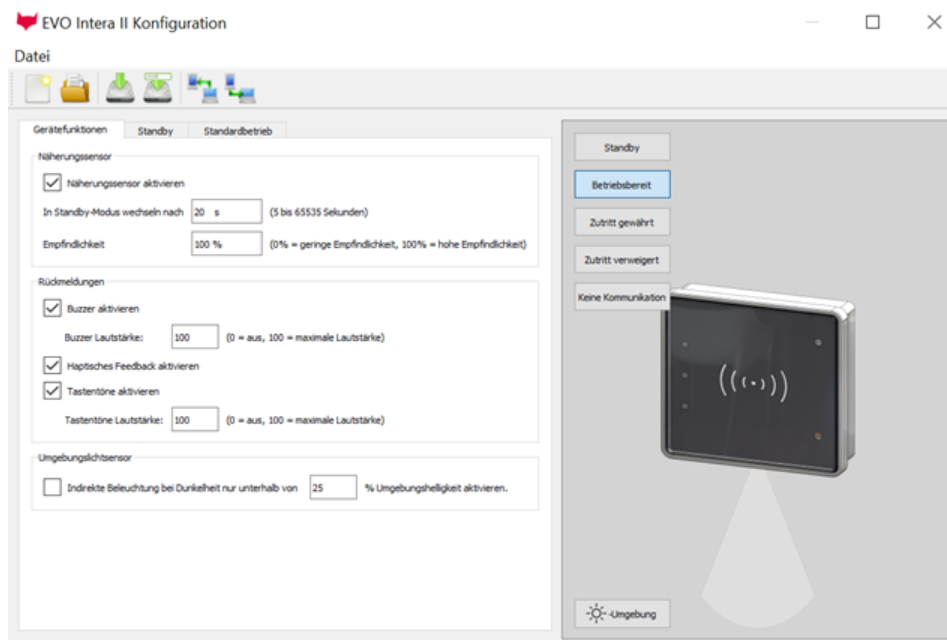 EVO Intera II Konfiguration
Datei
Gerätefunktionen Standby Standardbetrieb
Näherungssensor
Näherungssensor aktivieren
In Standby-Modus wechseln nach 20 s (5 bis 65535 Sekunden)
Empfindlichkeit 100 % (0% = geringe Empfindlichkeit, 100% = hohe Empfindlichkeit)
Rückmeldungen
Buzzer aktivieren
Buzzer Lautstärke: 100 (0 = aus, 100 = maximale Lautstärke)
Haptisches Feedback aktivieren
Tastentöne aktivieren
Tastentöne Lautstärke: 100 (0 = aus, 100 = maximale Lautstärke)
Umgebungslichtsensor
Indirekte Beleuchtung bei Dunkelheit nur unterhalb von 25 % Umgebungshelligkeit aktivieren.
Standby
Betriebsbereit
Zutritt gewährt
Zutritt verweigert
Keine Kommunikation
-Umgebung